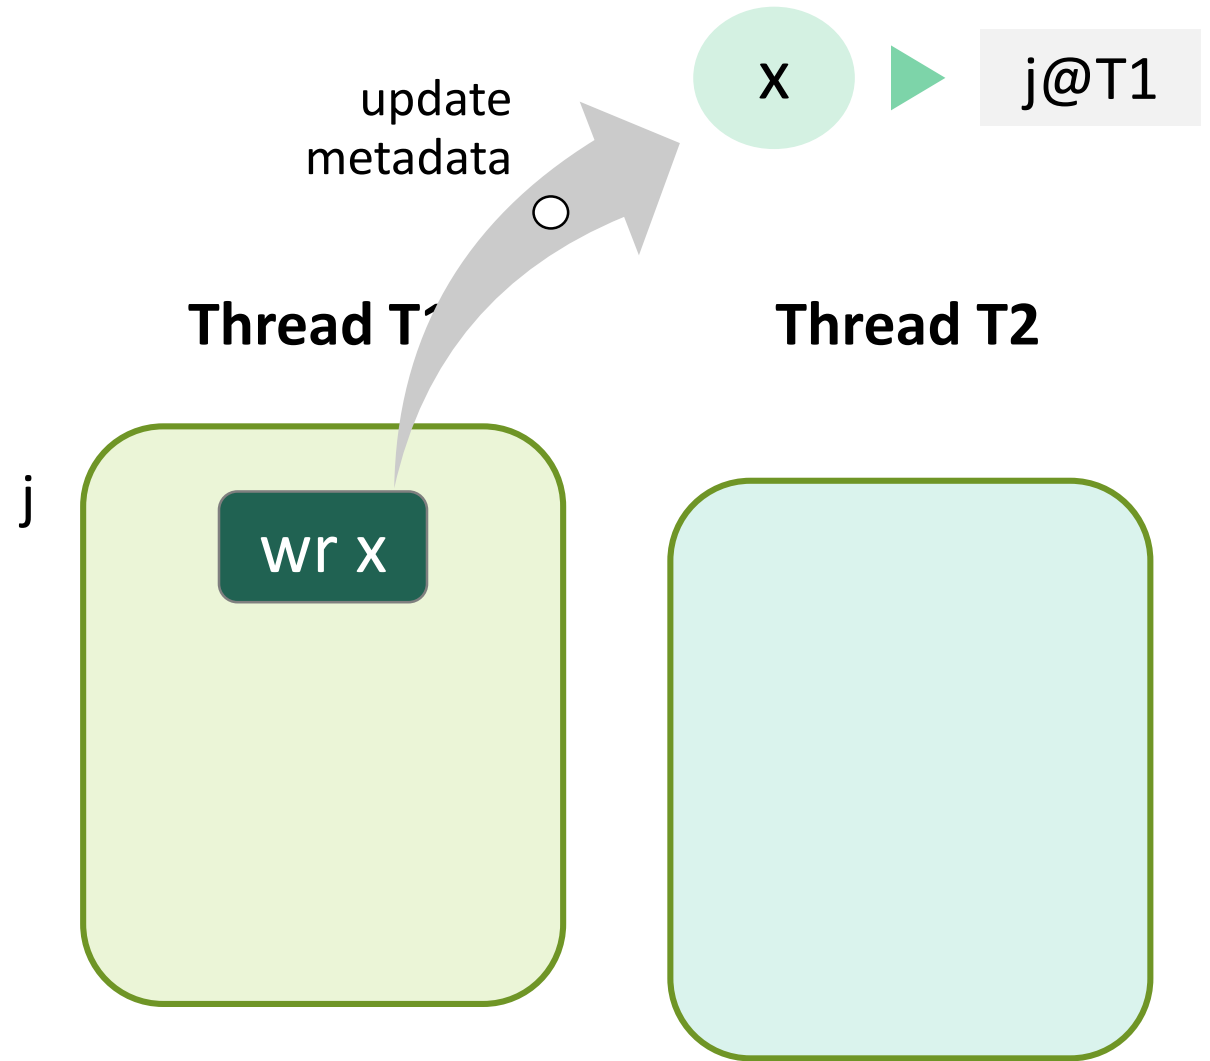 x
j@T1
update
metadata
Thread T1
Thread T2
j
wr x